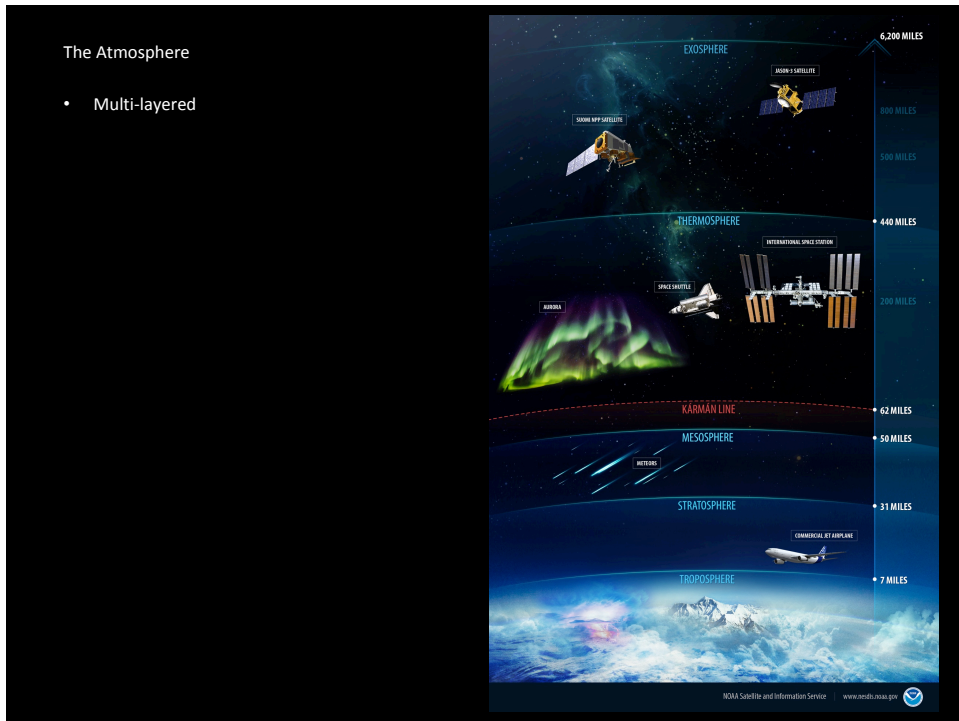 The Atmosphere
• Multi-layered
6,200 MILES
EXOSPHERE
JASON-3 SATELLITE
800 MILES
SUOMI NPP SATELLITE
500 MILES
THERMOSPHERE
440 MILES
INTERNATIONAL SPACE STATION
SPACE SHUTTLE
200 MILES
AURORA
KÁRMÁN LINE
62 MILES
MESOSPHERE
50 MILES
METEORS
STRATOSPHERE
31 MILES
COMMERCIAL JET AIRPLANE
TROPOSPHERE
7 MILES
NOAA Satellite and Information Service | www.nesdis.noaa.gov